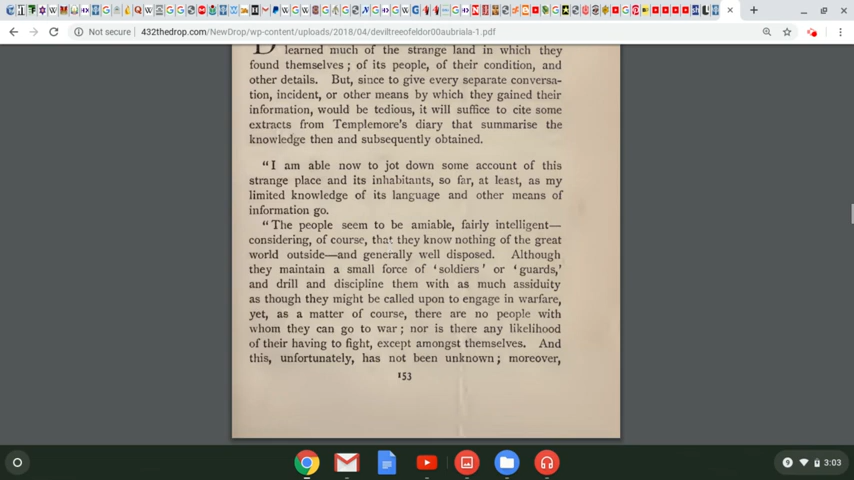 Not secure | 432thedrop.com/NewDrop/wp-content/uploads/2018/04/deviltreeofeldor00aubriala-1.pdf
D learned much of the strange land in which they
found themselves ; of its people, of their condition, and
other details. But, since to give every separate conversa-
tion, incident, or other means by which they gained their
information, would be tedious, it will suffice to cite some
extracts from Templemore's diary that summarise the
knowledge then and subsequently obtained.
"I am able now to jot down some account of this
strange place and its inhabitants, so far, at least, as my
limited knowledge of its language and other means of
information go.
"The people seem to be amiable, fairly intelligent—
considering, of course, that they know nothing of the great
world outside—and generally well disposed. Although
they maintain a small force of 'soldiers' or 'guards,'
and drill and discipline them with as much assiduity
as though they might be called upon to engage in warfare,
yet, as a matter of course, there are no people with
whom they can go to war ; nor is there any likelihood
of their having to fight, except amongst themselves. And
this, unfortunately, has not been unknown ; moreover,
153
9
3:03